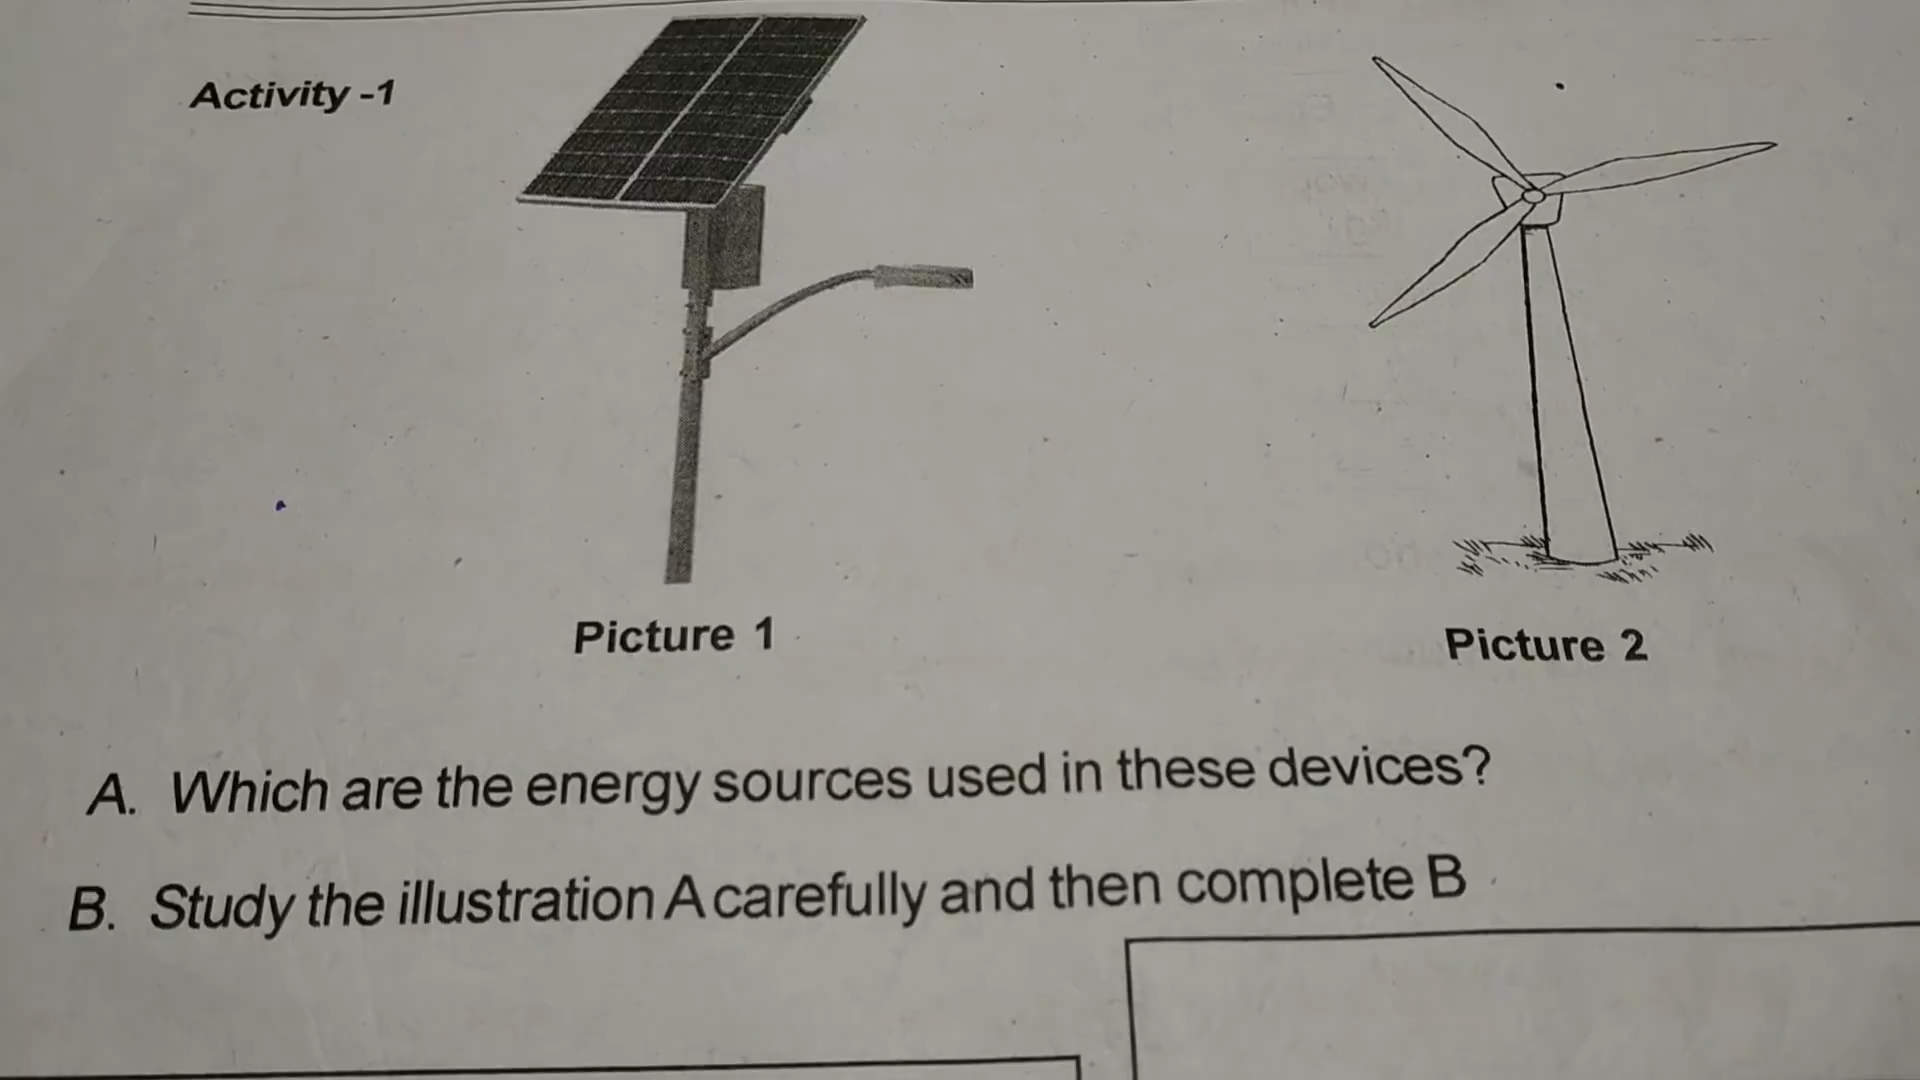 Activity -1
Picture 1
Picture 2
A. Which are the energy sources used in these devices?
B. Study the illustration A carefully and then complete B